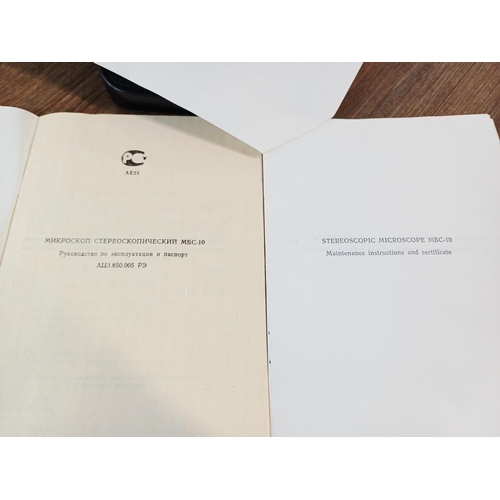 АЕ21
МИКРОСКОП СТЕРЕОСКОПИЧЕСКИЙ МБС-10
Руководство по эксплуатации и паспорт
АЦ3.850.005 РЭ
STEREOSCOPIC MICROSCOPE МБС-10
Maintenance instructions and certificate